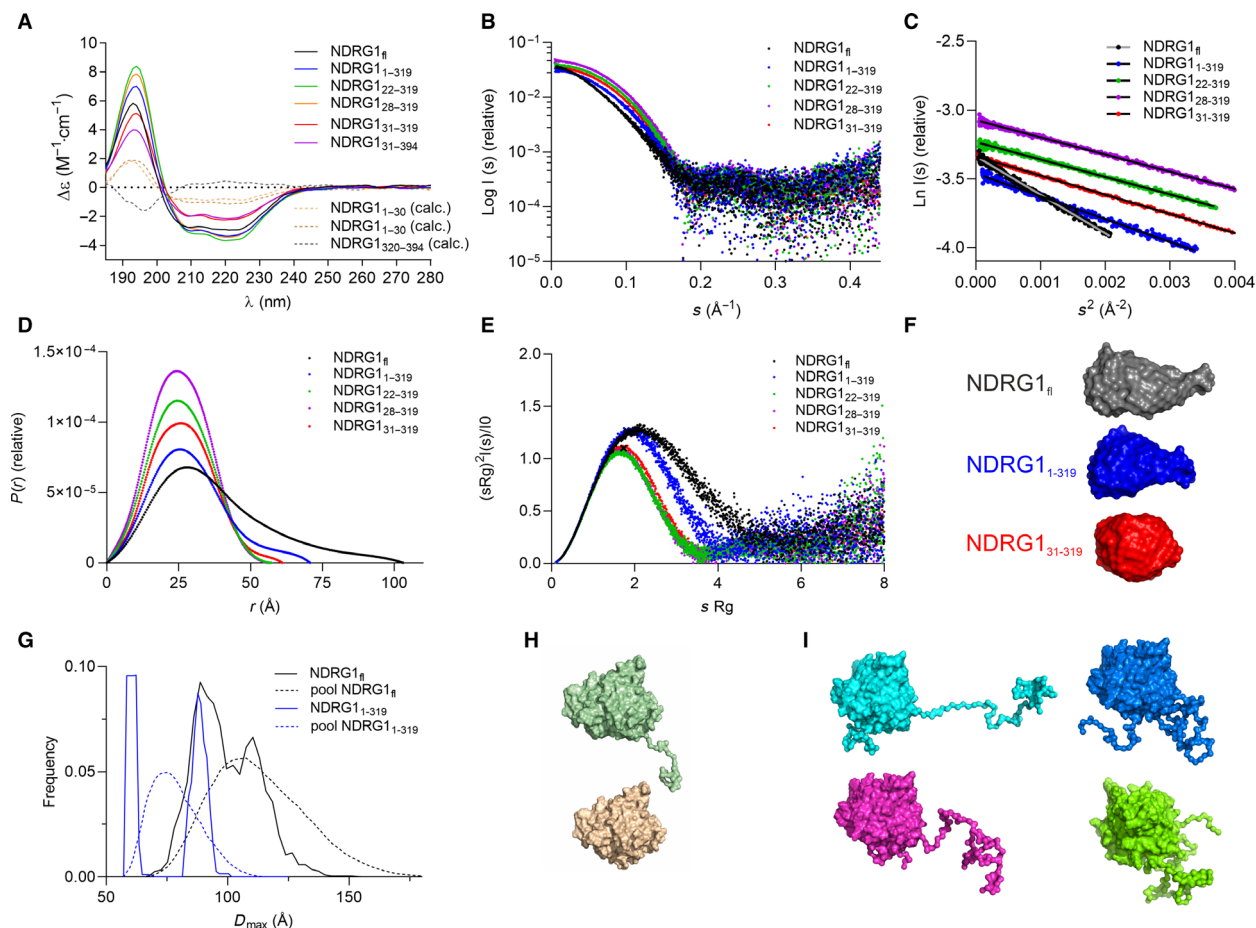 A
Δε (M⁻¹·cm⁻¹)
10
8
6
4
2
0
-2
-4
190 200 210 220 230 240 250 260 270 280
λ (nm)
NDRG1fl
NDRG11–319
NDRG122–319
NDRG128–319
NDRG131–319
NDRG131–394
NDRG11–30 (calc.)
NDRG11–30 (calc.)
NDRG1320–394 (calc.)
B
Log I (s) (relative)
10⁻¹
10⁻²
10⁻³
10⁻⁴
10⁻⁵
0.0 0.1 0.2 0.3 0.4
s (Å⁻¹)
NDRG1fl
NDRG11–319
NDRG122–319
NDRG128–319
NDRG131–319
C
Ln I(s) (relative)
-2.5
-3.0
-3.5
-4.0
0.000 0.001 0.002 0.003 0.004
s² (Å⁻²)
NDRG1fl
NDRG11-319
NDRG122-319
NDRG128-319
NDRG131-319
D
P(r) (relative)
1.5×10⁻⁴
1×10⁻⁴
5×10⁻⁵
0
0 25 50 75 100
r (Å)
NDRG1fl
NDRG11–319
NDRG122–319
NDRG128–319
NDRG131–319
E
(sRg)²I(s)/I0
2.0
1.5
1.0
0.5
0.0
0 2 4 6 8
s Rg
NDRG1fl
NDRG11–319
NDRG122–319
NDRG128–319
NDRG131–319
F
NDRG1fl
NDRG11-319
NDRG131-319
G
Frequency
0.10
0.05
0.00
50 100 150
Dmax (Å)
NDRG1fl
pool NDRG1fl
NDRG11–319
pool NDRG11–319
H
I